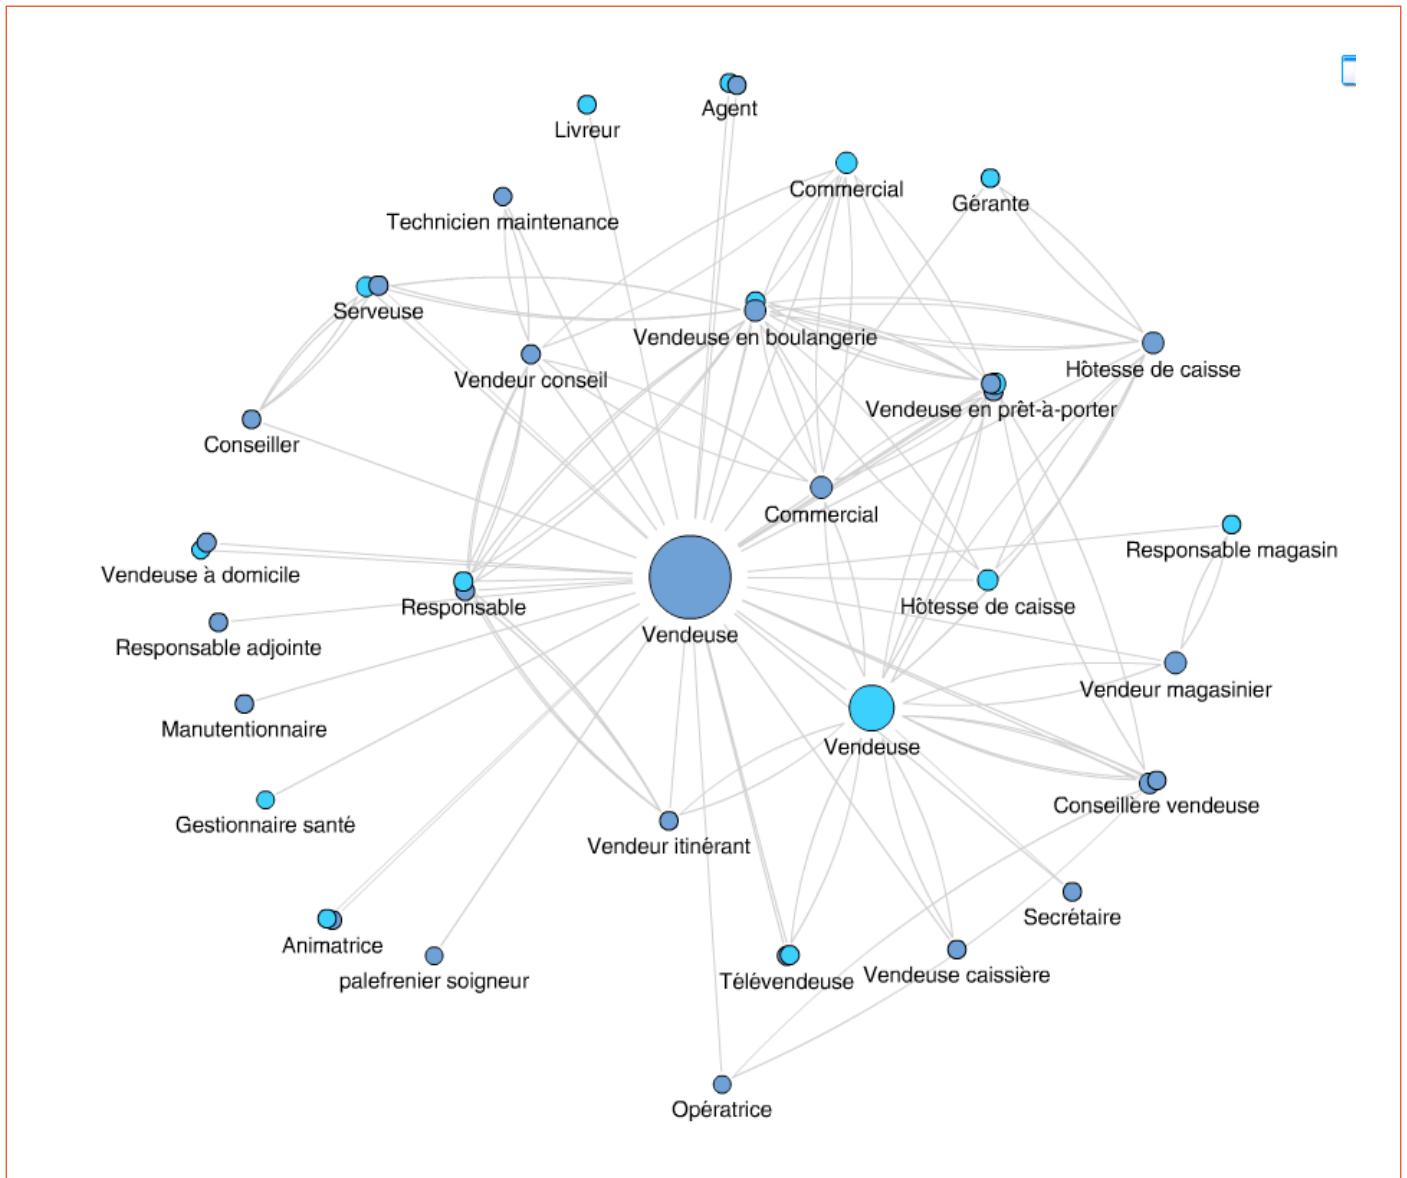 Agent
Livreur
Commercial
Gérante
Technicien maintenance
Serveuse
Vendeuse en boulangerie
Hôtesse de caisse
Vendeur conseil
Vendeuse en prêt-à-porter
Conseiller
Commercial
Responsable magasin
Vendeuse à domicile
Responsable
Hôtesse de caisse
Vendeuse
Responsable adjointe
Vendeur magasinier
Manutentionnaire
Vendeuse
Conseillère vendeuse
Gestionnaire santé
Vendeur itinérant
Secrétaire
Animatrice
palefrenier soigneur
Télévendeuse
Vendeuse caissière
Opératrice